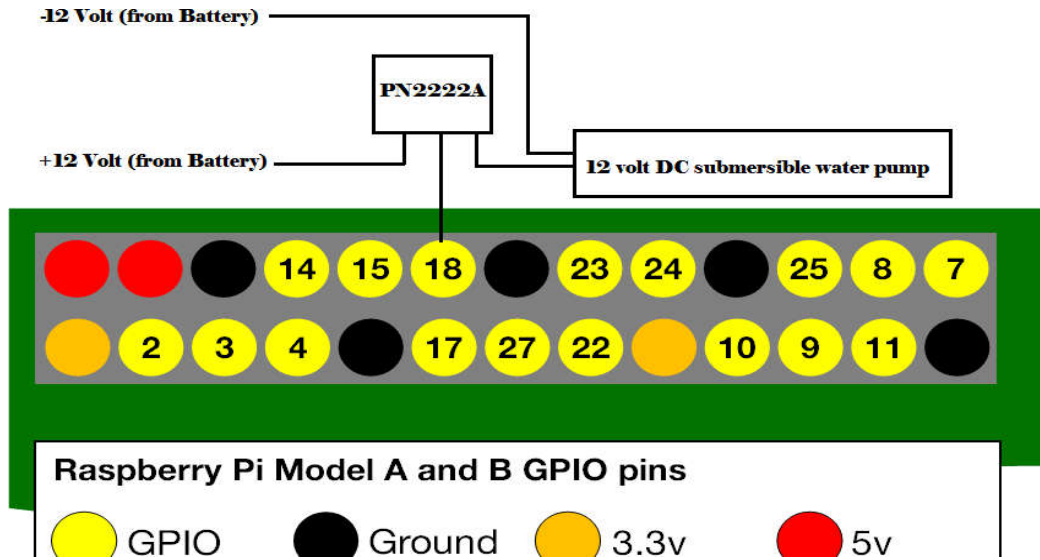 -12 Volt (from Battery)
PN2222A
+12 Volt (from Battery)
12 volt DC submersible water pump
14 15 18 23 24 25 8 7
2 3 4 17 27 22 10 9 11
Raspberry Pi Model A and B GPIO pins
GPIO Ground 3.3v 5v